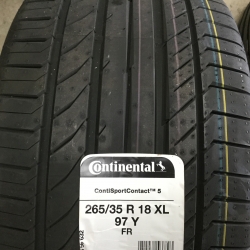 Continental
ContiSportContact™ 5
265/35 R 18 XL
97 Y
FR